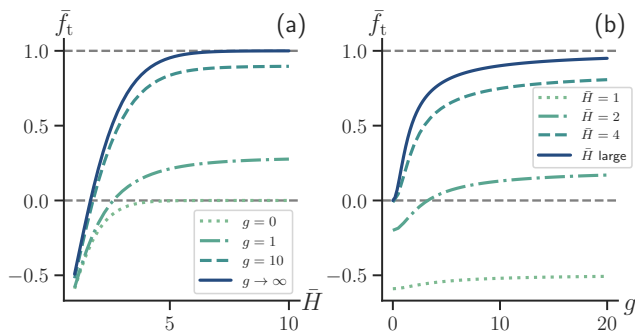 f̄ₜ
(a)
1.0
0.5
0.0
−0.5
g = 0
g = 1
g = 10
g → ∞
5
10
H̄
f̄ₜ
(b)
1.0
0.5
0.0
−0.5
H̄ = 1
H̄ = 2
H̄ = 4
H̄ large
0
10
20
g